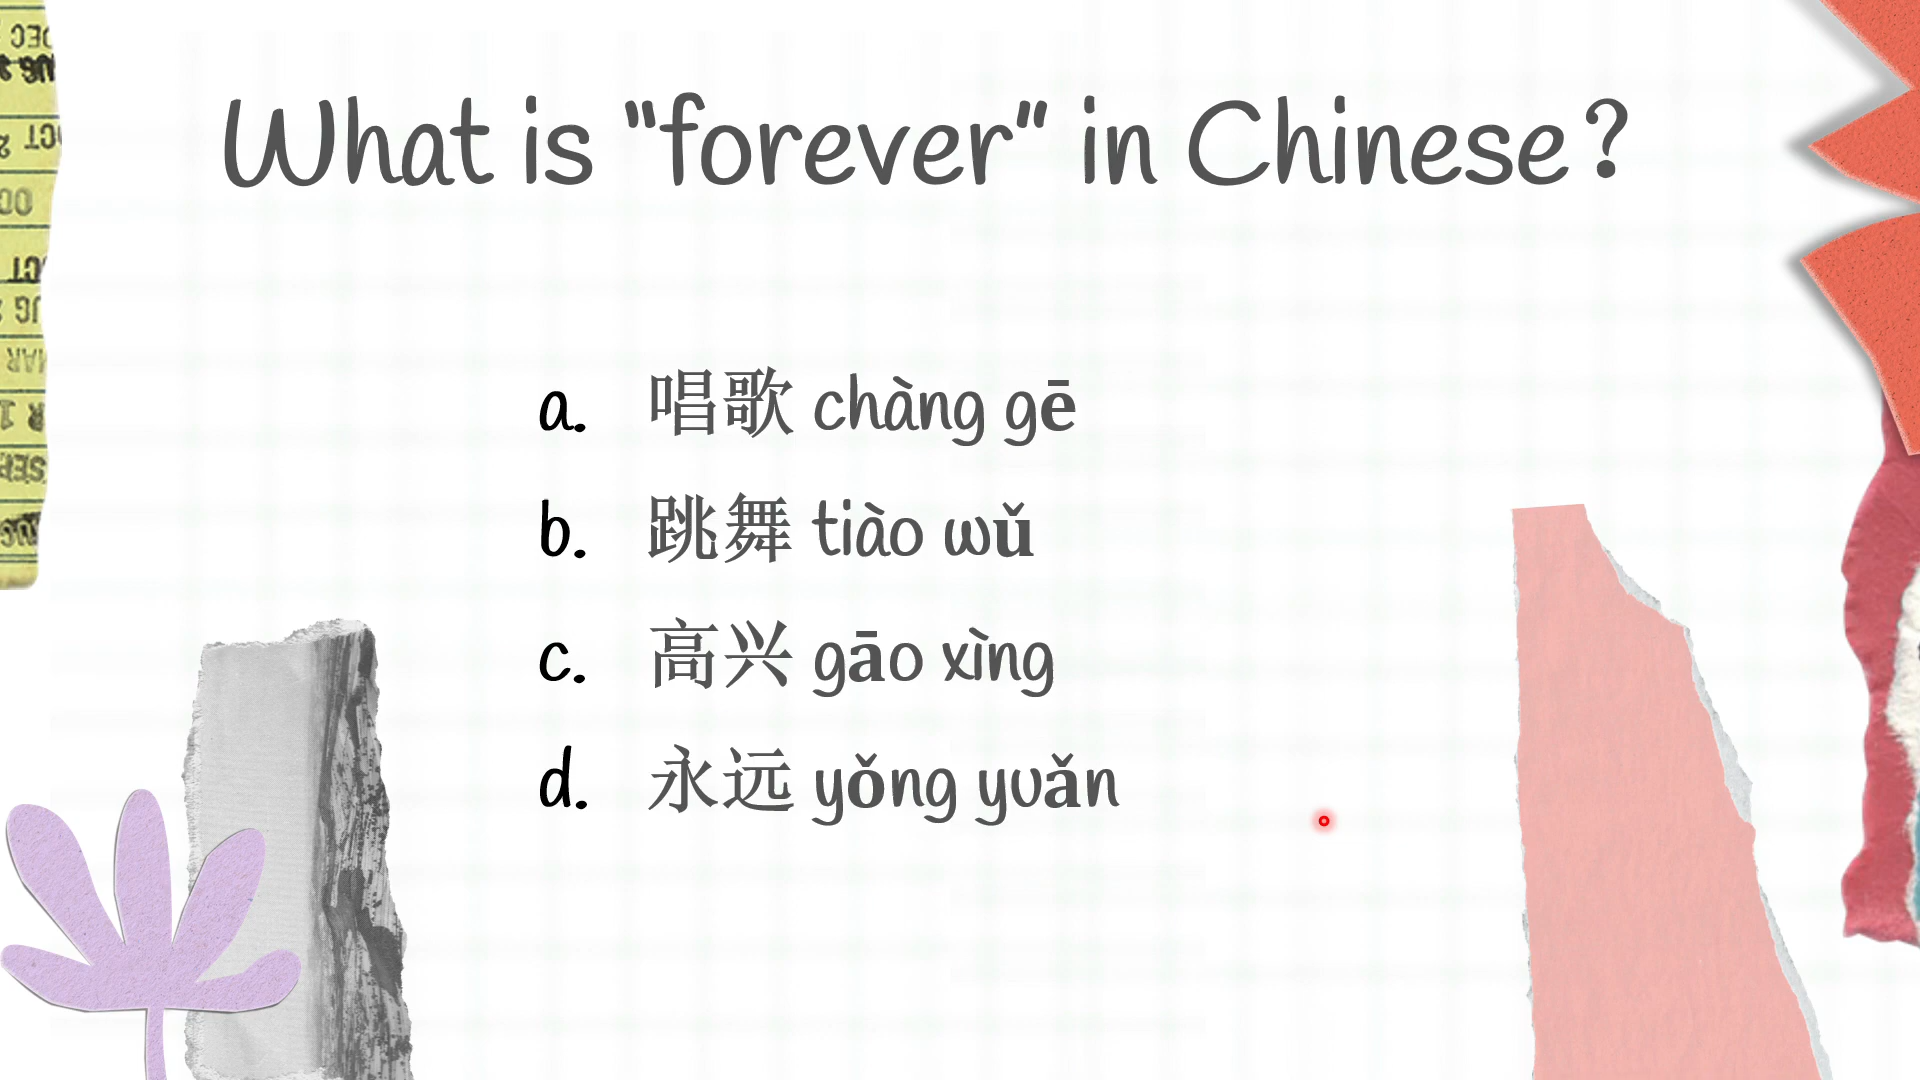 What is "forever" in Chinese?
a. 唱歌 chàng gē
b. 跳舞 tiào wǔ
c. 高兴 gāo xìng
d. 永远 yǒng yuǎn